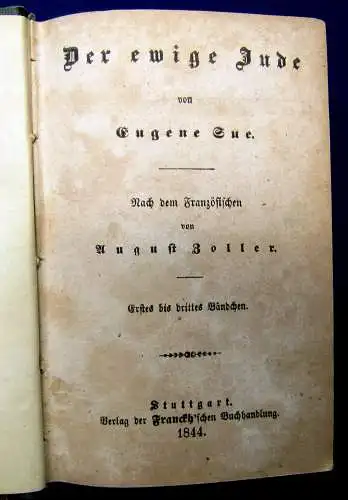 Der ewige Jude
von
Eugene Sue.
Nach dem Französischen
von
August Zoller.
Erstes bis drittes Bändchen.
Stuttgart.
Verlag der Franckh'schen Buchhandlung.
1844.